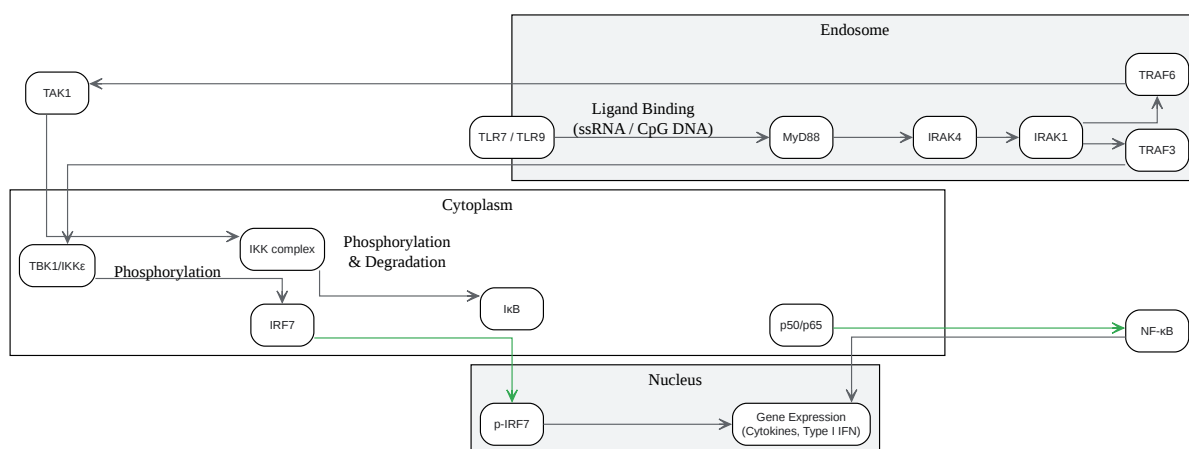 Endosome
TRAF6
TAK1
Ligand Binding
(ssRNA / CpG DNA)
TLR7 / TLR9
MyD88
IRAK4
IRAK1
TRAF3
Cytoplasm
IKK complex
Phosphorylation
& Degradation
TBK1/IKKε
Phosphorylation
IκB
IRF7
p50/p65
NF-κB
Nucleus
p-IRF7
Gene Expression
(Cytokines, Type I IFN)